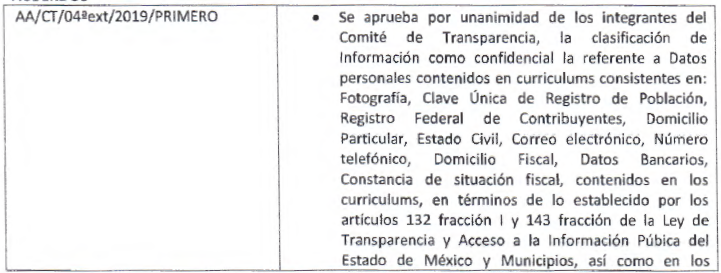 AA/CT/04ªext/2019/PRIMERO
• Se aprueba por unanimidad de los integrantes del
Comité de Transparencia, la clasificación de
Información como confidencial la referente a Datos
personales contenidos en curriculums consistentes en:
Fotografía, Clave Única de Registro de Población,
Registro Federal de Contribuyentes, Domicilio
Particular, Estado Civil, Correo electrónico, Número
telefónico, Domicilio Fiscal, Datos Bancarios,
Constancia de situación fiscal, contenidos en los
curriculums, en términos de lo establecido por los
artículos 132 fracción I y 143 fracción de la Ley de
Transparencia y Acceso a la Información Púbica del
Estado de México y Municipios, así como en los